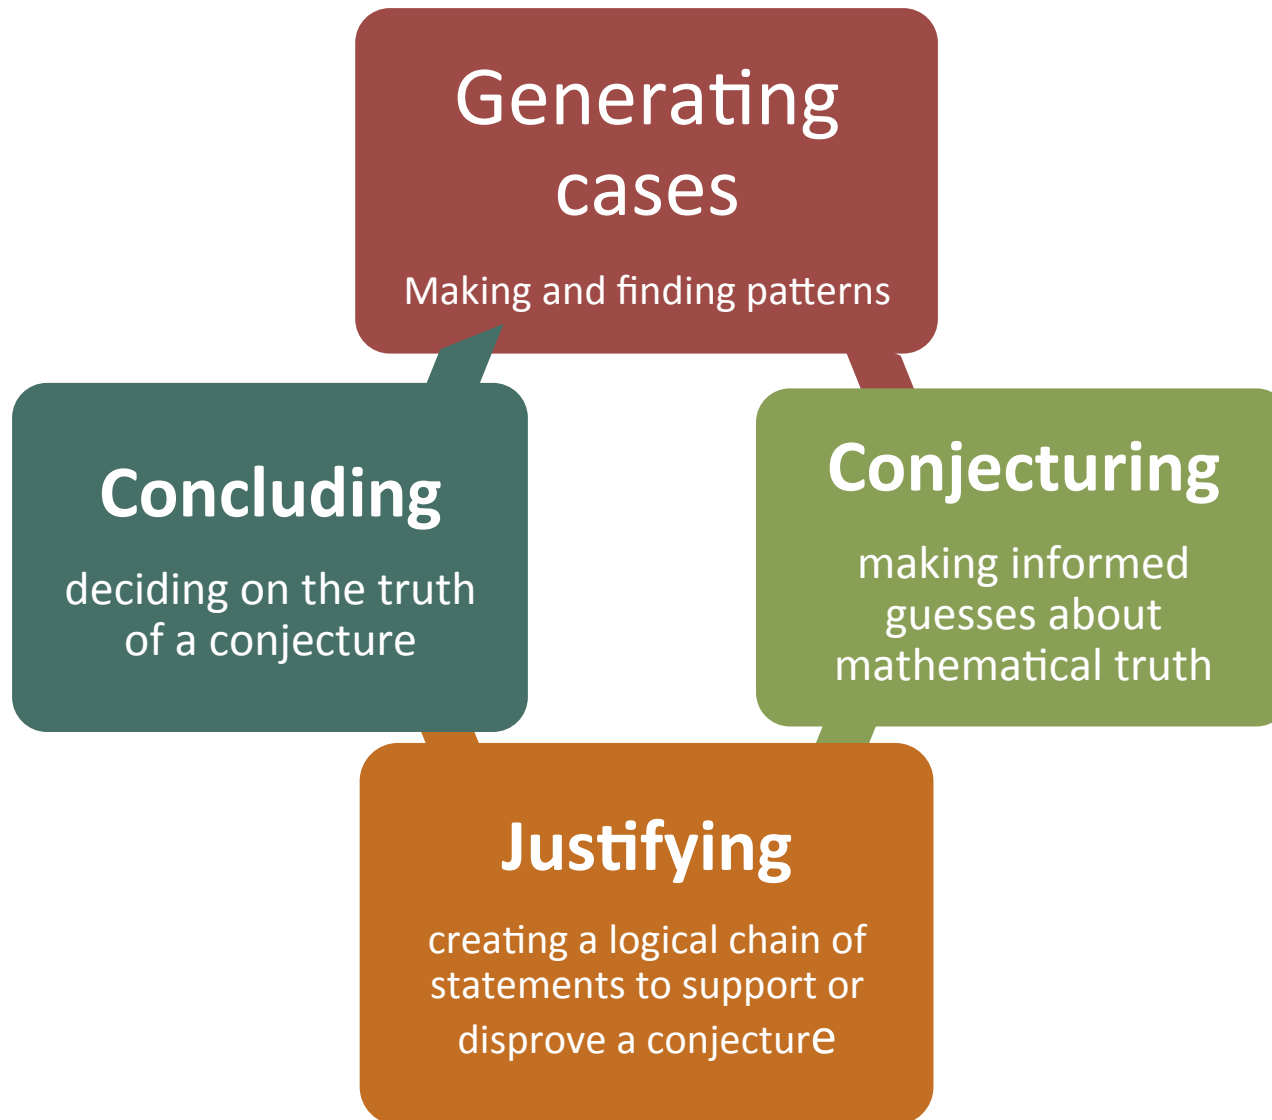 Generating
cases
Making and finding patterns
Conjecturing
making informed
guesses about
mathematical truth
Justifying
creating a logical chain of
statements to support or
disprove a conjecture
Concluding
deciding on the truth
of a conjecture